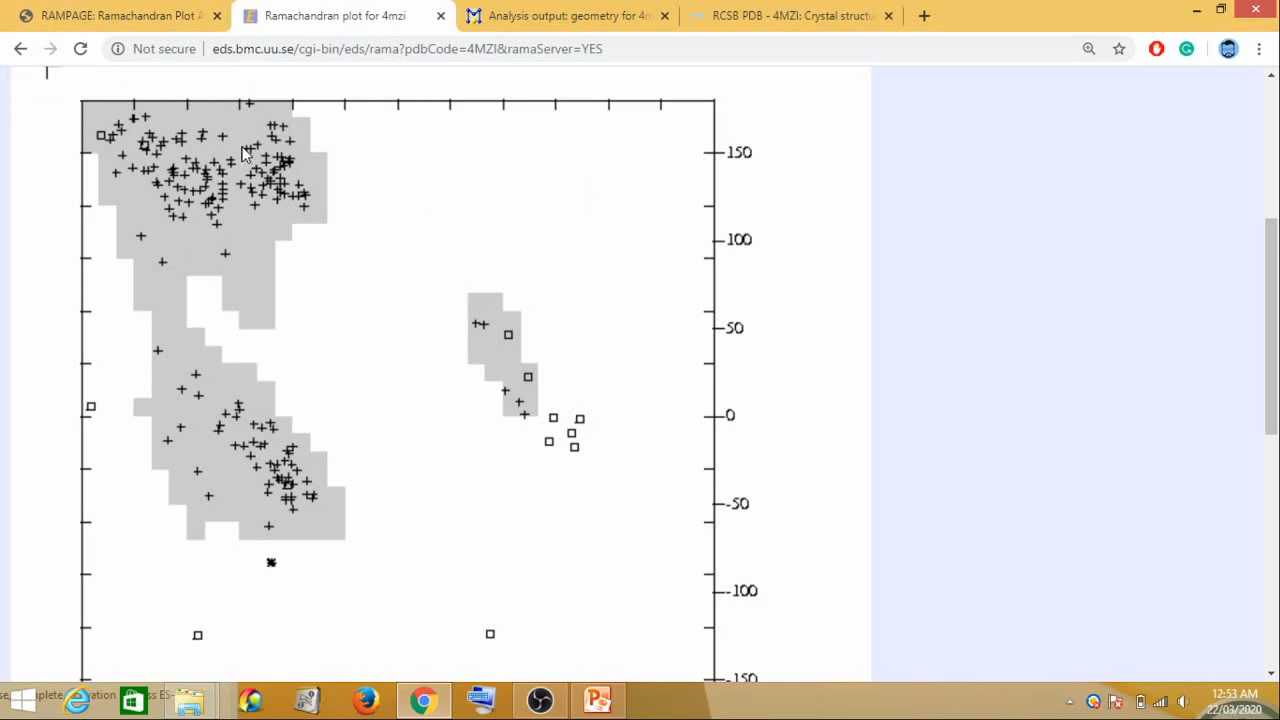 RAMPAGE: Ramachandran Plot A
Ramachandran plot for 4mzi
Analysis output: geometry for 4m
RCSB PDB - 4MZI: Crystal structu
Not secure
eds.bmc.uu.se/cgi-bin/eds/rama?pdbCode=4MZI&ramaServer=YES
150
100
50
0
-50
-100
-150
12:53 AM
22/03/2020